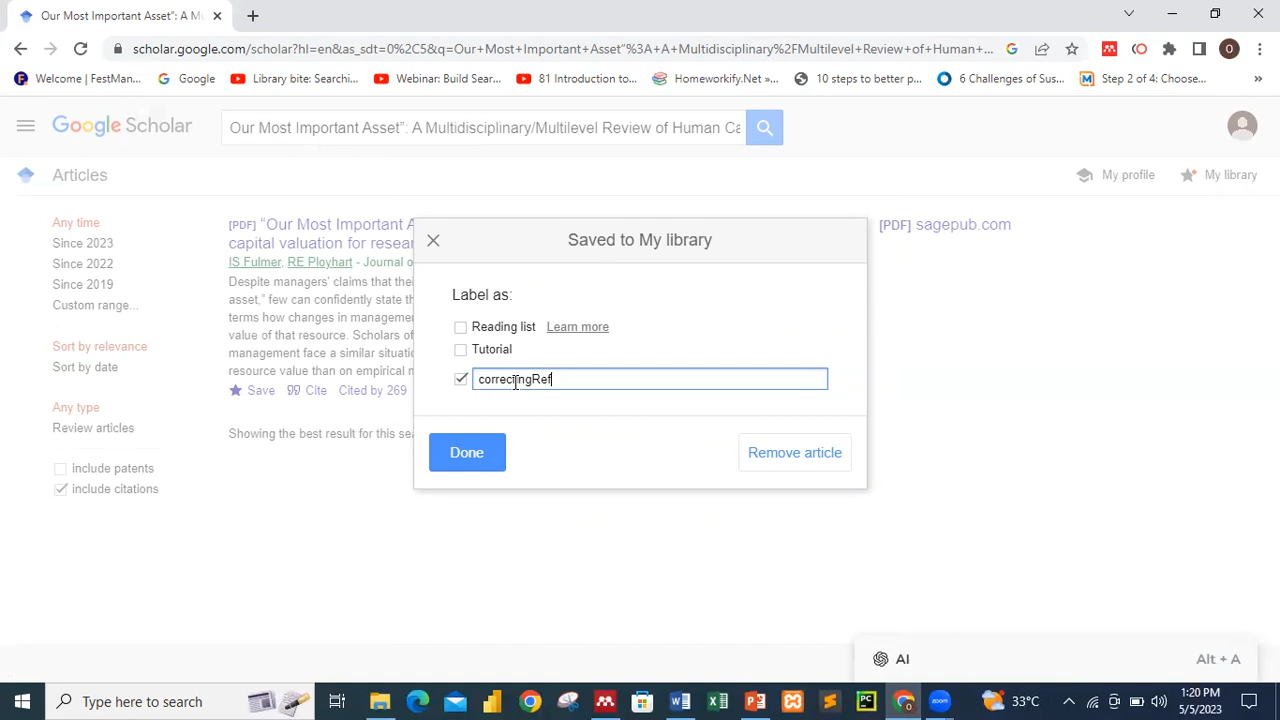 Our Most Important Asset”: A Mu
scholar.google.com/scholar?hl=en&as_sdt=0%2C5&q=Our+Most+Important+Asset”%3A+A+Multidisciplinary%2FMultilevel+Review+of+Human+...
Welcome | FestMan... Google Library bite: Searchi... Webinar: Build Sear... 81 Introduction to... Homeworkify.Net »... 10 steps to better p... 6 Challenges of Sus... Step 2 of 4: Choose... »
Google Scholar
Our Most Important Asset”: A Multidisciplinary/Multilevel Review of Human Ca
Articles
My profile
My library
Any time
Since 2023
Since 2022
Since 2019
Custom range...
Sort by relevance
Sort by date
Any type
Review articles
include patents
include citations
[PDF] “Our Most Important A
capital valuation for resear
IS Fulmer, RE Ployhart - Journal o
Despite managers’ claims that thei
asset,” few can confidently state th
terms how changes in management
value of that resource. Scholars of
management face a similar situatio
resource value than on empirical m
Save Cite Cited by 269
Showing the best result for this sea
[PDF] sagepub.com
Saved to My library
Label as:
Reading list Learn more
Tutorial
correctingRef
Done
Remove article
AI Alt + A
Type here to search
33°C
1:20 PM
5/5/2023